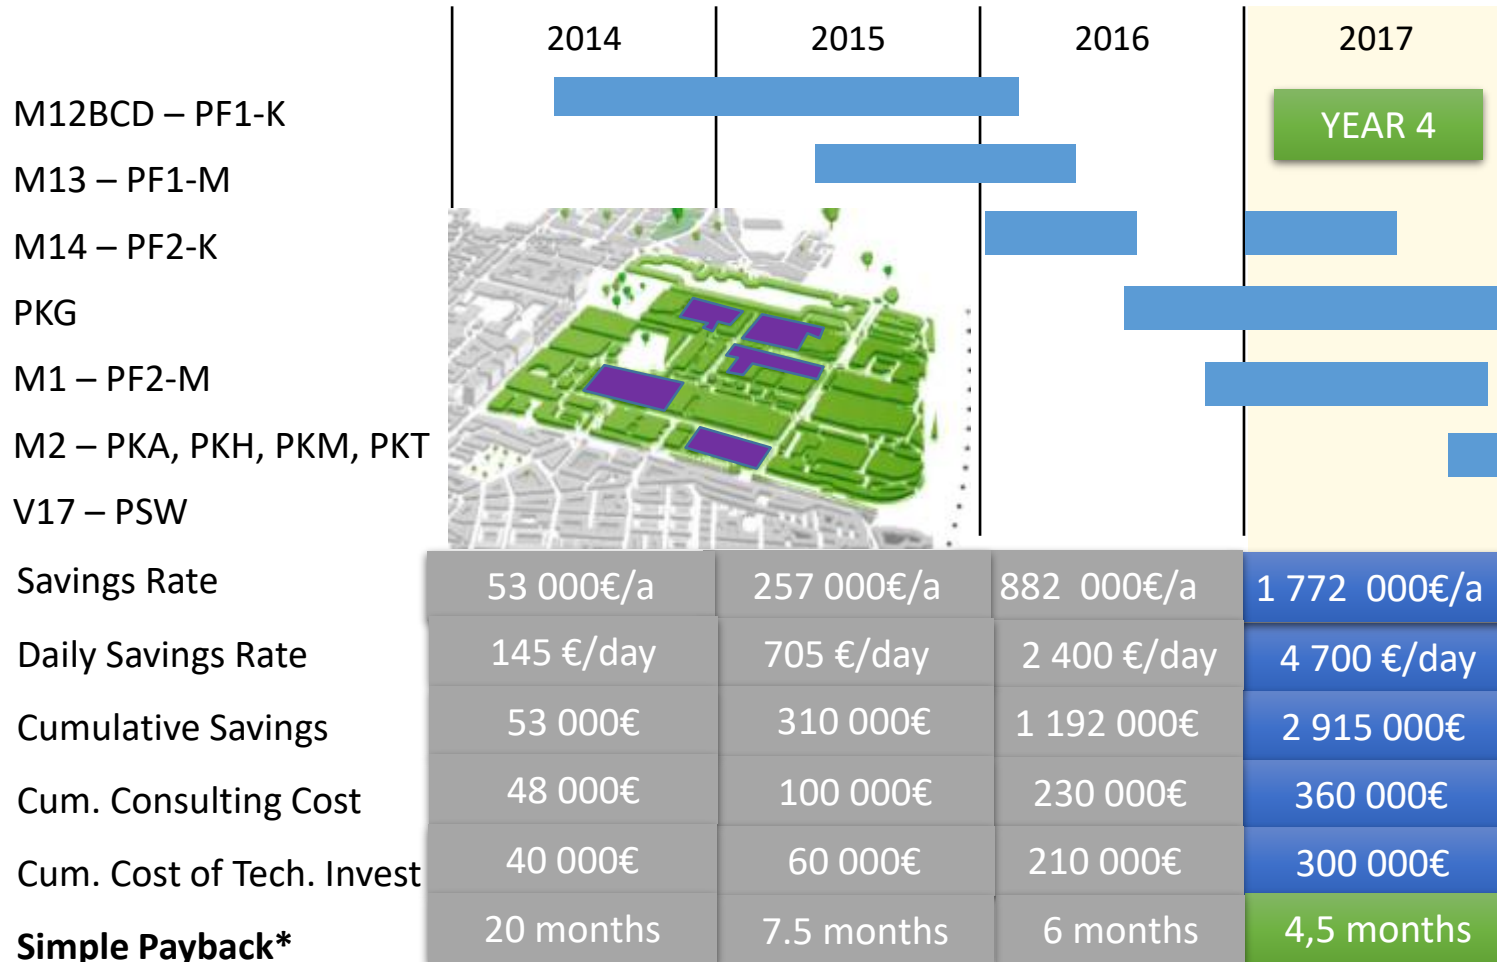 2014 2015 2016 2017
M12BCD – PF1-K
YEAR 4
M13 – PF1-M
M14 – PF2-K
PKG
M1 – PF2-M
M2 – PKA, PKH, PKM, PKT
V17 – PSW
Savings Rate 53 000€/a 257 000€/a 882 000€/a 1 772 000€/a
Daily Savings Rate 145 €/day 705 €/day 2 400 €/day 4 700 €/day
Cumulative Savings 53 000€ 310 000€ 1 192 000€ 2 915 000€
Cum. Consulting Cost 48 000€ 100 000€ 230 000€ 360 000€
Cum. Cost of Tech. Invest 40 000€ 60 000€ 210 000€ 300 000€
Simple Payback* 20 months 7.5 months 6 months 4,5 months